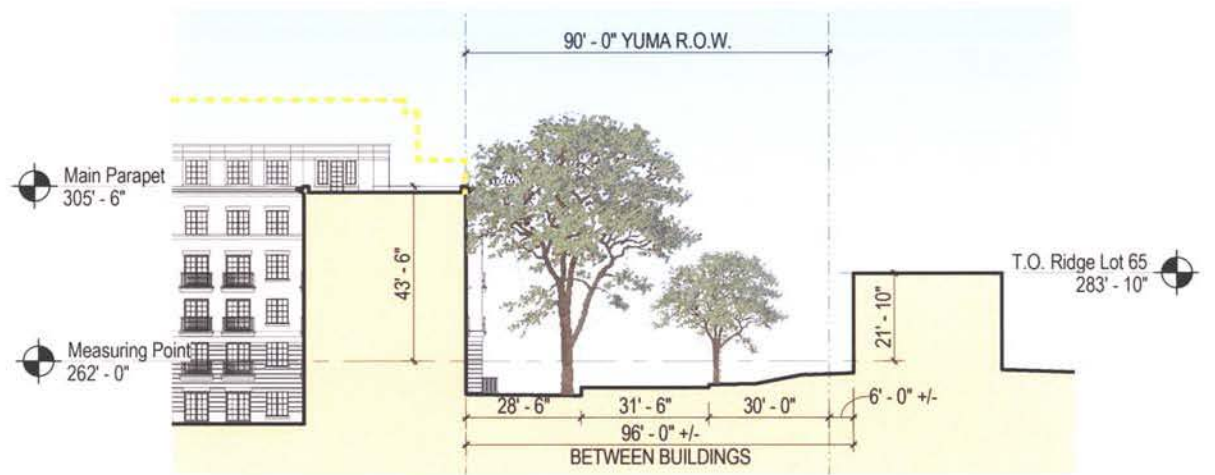 90' - 0" YUMA R.O.W.
Main Parapet
305' - 6"
43' - 6"
T.O. Ridge Lot 65
283' - 10"
21' - 10"
Measuring Point
262' - 0"
28' - 6"
31' - 6"
30' - 0"
6' - 0" +/-
96' - 0" +/-
BETWEEN BUILDINGS